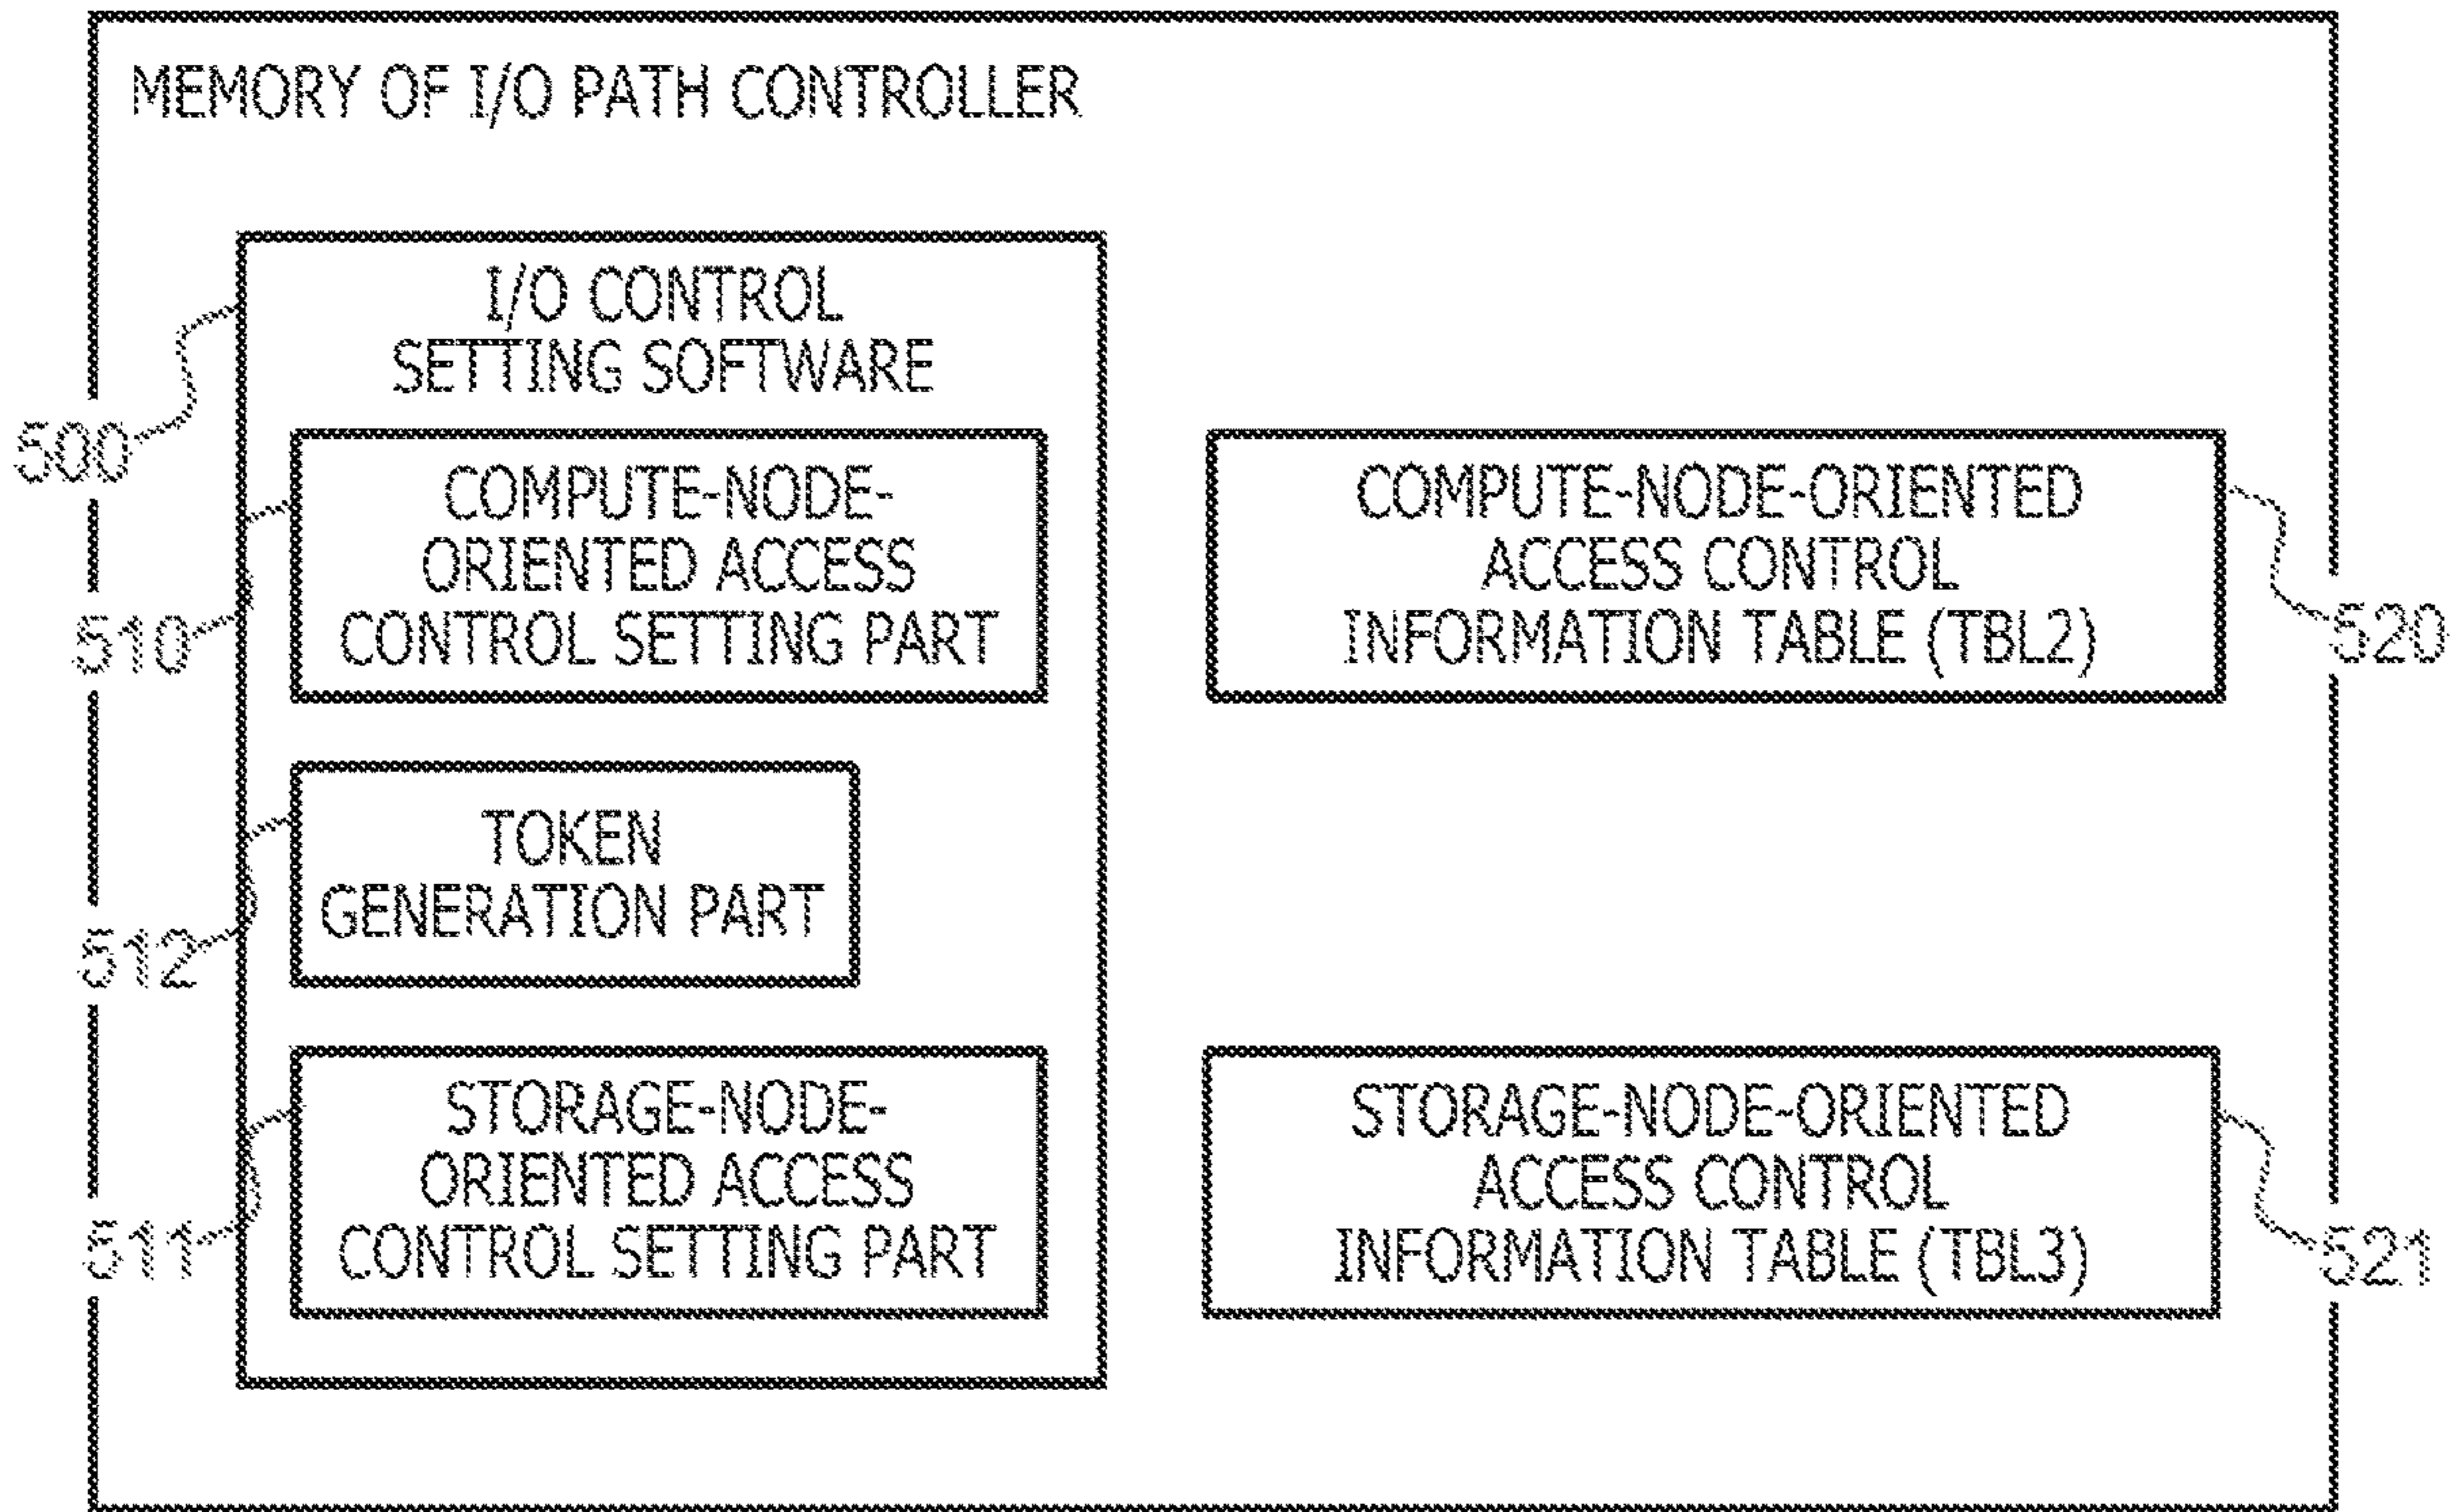 MEMORY OF I/O PATH CONTROLLER
I/O CONTROL
SETTING SOFTWARE
500
COMPUTE-NODE-
ORIENTED ACCESS
CONTROL SETTING PART
510
COMPUTE-NODE-ORIENTED
ACCESS CONTROL
INFORMATION TABLE (TBL2)
520
TOKEN
GENERATION PART
512
STORAGE-NODE-
ORIENTED ACCESS
CONTROL SETTING PART
511
STORAGE-NODE-ORIENTED
ACCESS CONTROL
INFORMATION TABLE (TBL3)
521